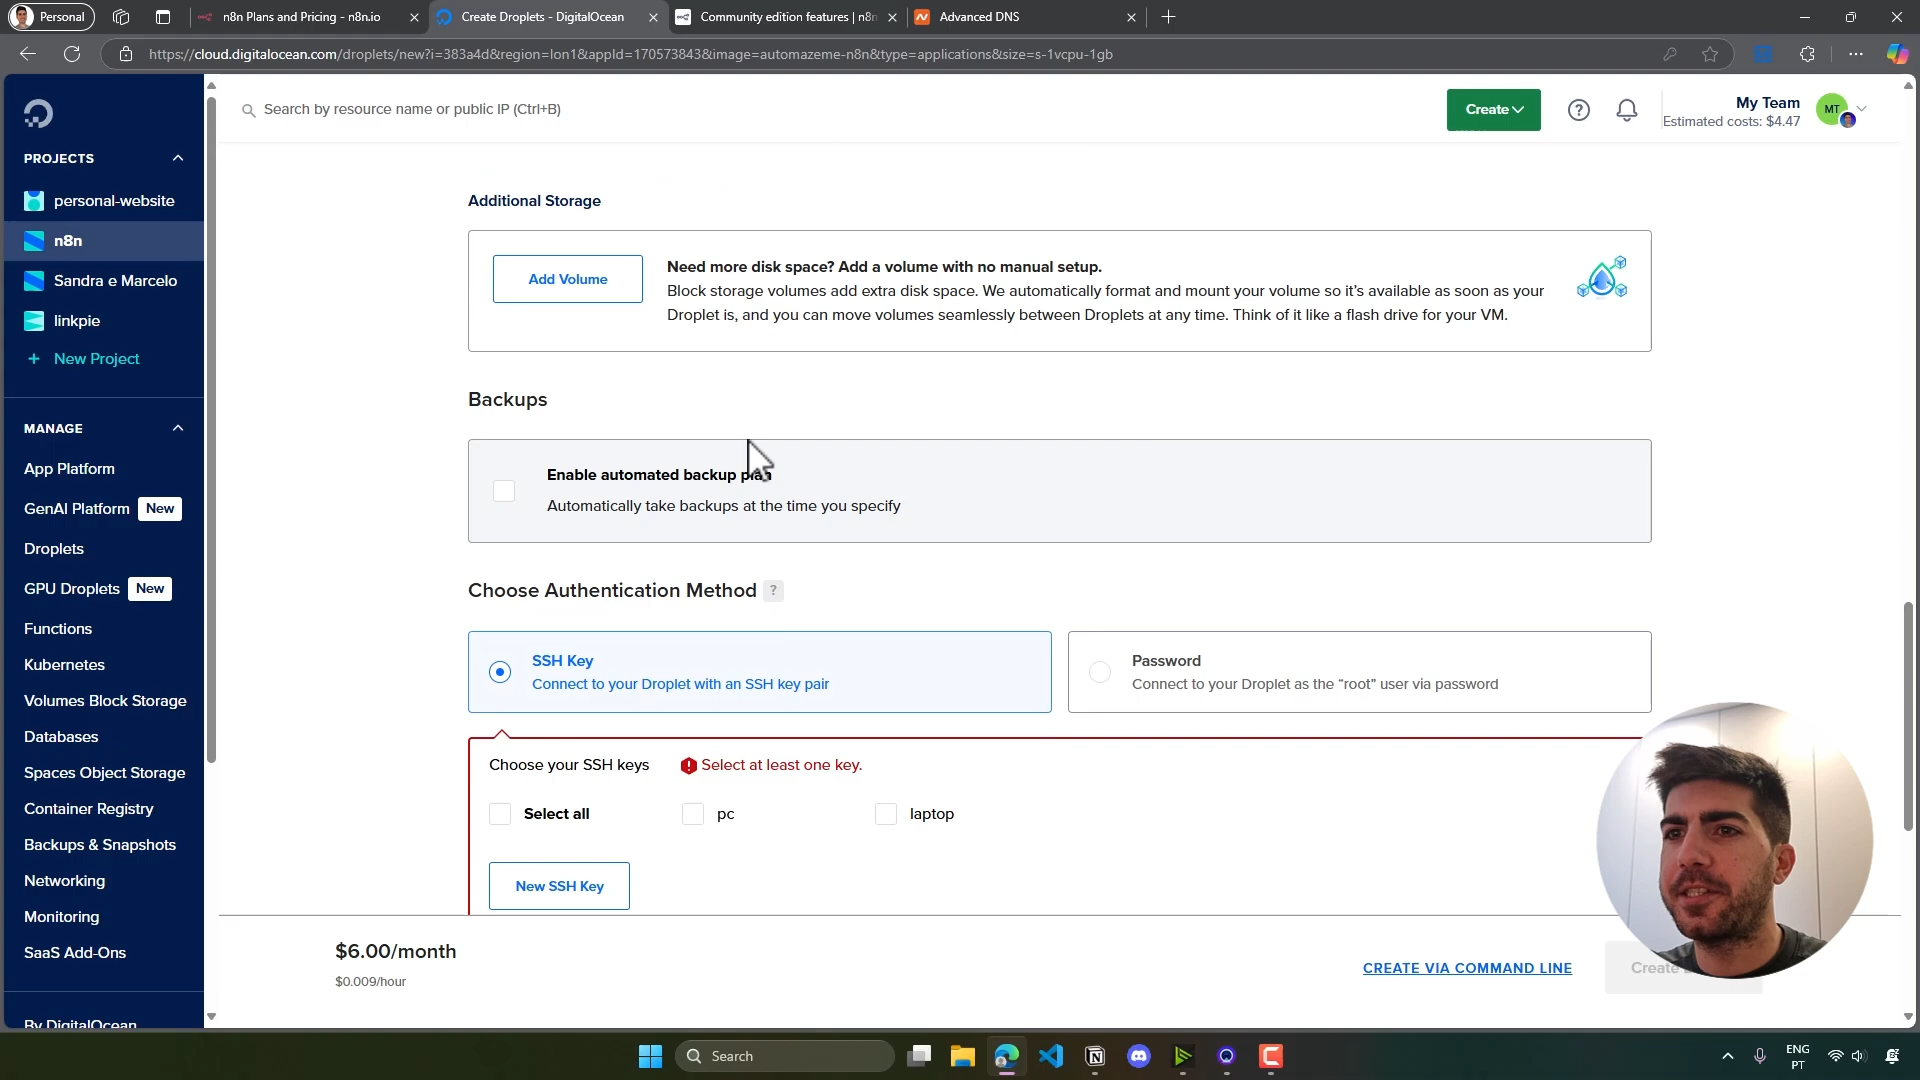 Personal
n8n Plans and Pricing - n8n.io
Create Droplets - DigitalOcean
Community edition features | n8n
Advanced DNS
https://cloud.digitalocean.com/droplets/new?i=383a4d&region=lon1&appId=170573843&image=automazeme-n8n&type=applications&size=s-1vcpu-1gb
Search by resource name or public IP (Ctrl+B)
Create
?
My Team
Estimated costs: $4.47
MT
PROJECTS
personal-website
n8n
Sandra e Marcelo
linkpie
+ New Project
MANAGE
App Platform
GenAI Platform New
Droplets
GPU Droplets New
Functions
Kubernetes
Volumes Block Storage
Databases
Spaces Object Storage
Container Registry
Backups & Snapshots
Networking
Monitoring
SaaS Add-Ons
By DigitalOcean
Additional Storage
Add Volume
Need more disk space? Add a volume with no manual setup.
Block storage volumes add extra disk space. We automatically format and mount your volume so it's available as soon as your
Droplet is, and you can move volumes seamlessly between Droplets at any time. Think of it like a flash drive for your VM.
Backups
Enable automated backup plan
Automatically take backups at the time you specify
Choose Authentication Method ?
SSH Key
Connect to your Droplet with an SSH key pair
Password
Connect to your Droplet as the “root” user via password
Choose your SSH keys
Select at least one key.
Select all
pc
laptop
New SSH Key
$6.00/month
$0.009/hour
CREATE VIA COMMAND LINE
Create
Search
ENG
PT